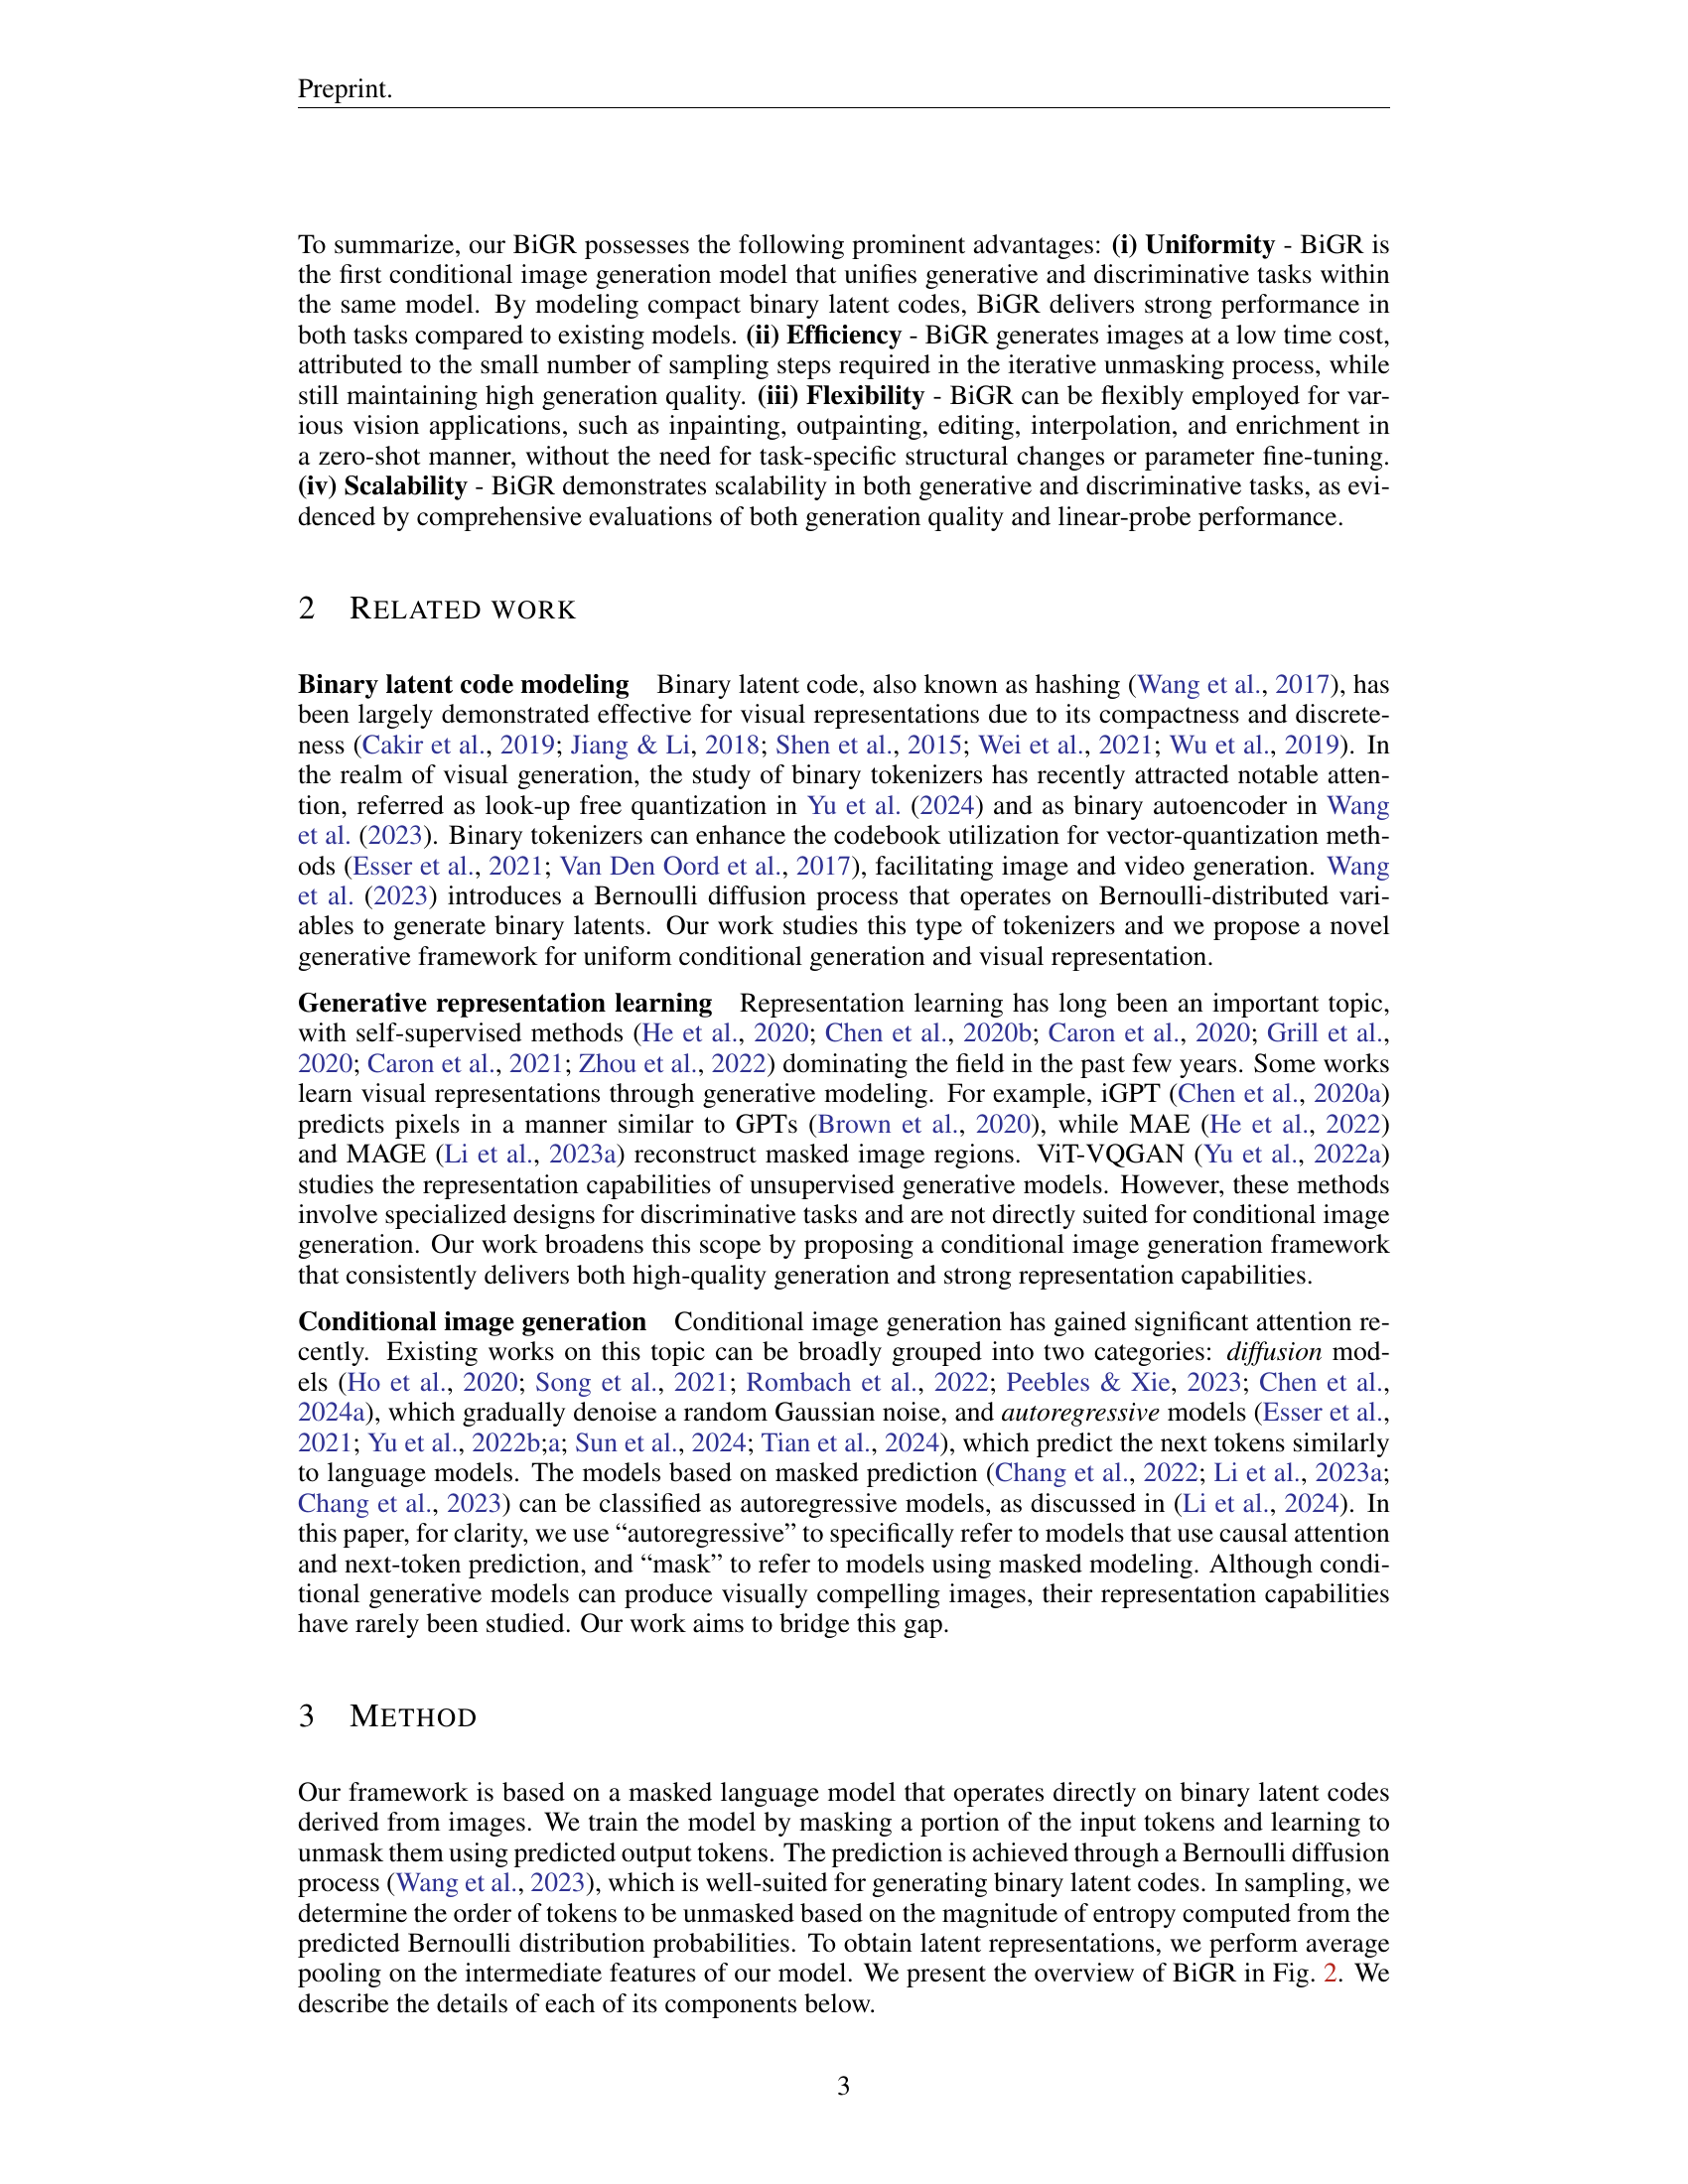 Preprint.
To summarize, our BiGR possesses the following prominent advantages: (i) Uniformity - BiGR is
the first conditional image generation model that unifies generative and discriminative tasks within
the same model. By modeling compact binary latent codes, BiGR delivers strong performance in
both tasks compared to existing models. (ii) Efficiency - BiGR generates images at a low time cost,
attributed to the small number of sampling steps required in the iterative unmasking process, while
still maintaining high generation quality. (iii) Flexibility - BiGR can be flexibly employed for var-
ious vision applications, such as inpainting, outpainting, editing, interpolation, and enrichment in
a zero-shot manner, without the need for task-specific structural changes or parameter fine-tuning.
(iv) Scalability - BiGR demonstrates scalability in both generative and discriminative tasks, as evi-
denced by comprehensive evaluations of both generation quality and linear-probe performance.
2 RELATED WORK
Binary latent code modeling Binary latent code, also known as hashing (Wang et al., 2017), has
been largely demonstrated effective for visual representations due to its compactness and discrete-
ness (Cakir et al., 2019; Jiang & Li, 2018; Shen et al., 2015; Wei et al., 2021; Wu et al., 2019). In
the realm of visual generation, the study of binary tokenizers has recently attracted notable atten-
tion, referred as look-up free quantization in Yu et al. (2024) and as binary autoencoder in Wang
et al. (2023). Binary tokenizers can enhance the codebook utilization for vector-quantization meth-
ods (Esser et al., 2021; Van Den Oord et al., 2017), facilitating image and video generation. Wang
et al. (2023) introduces a Bernoulli diffusion process that operates on Bernoulli-distributed vari-
ables to generate binary latents. Our work studies this type of tokenizers and we propose a novel
generative framework for uniform conditional generation and visual representation.
Generative representation learning Representation learning has long been an important topic,
with self-supervised methods (He et al., 2020; Chen et al., 2020b; Caron et al., 2020; Grill et al.,
2020; Caron et al., 2021; Zhou et al., 2022) dominating the field in the past few years. Some works
learn visual representations through generative modeling. For example, iGPT (Chen et al., 2020a)
predicts pixels in a manner similar to GPTs (Brown et al., 2020), while MAE (He et al., 2022)
and MAGE (Li et al., 2023a) reconstruct masked image regions. ViT-VQGAN (Yu et al., 2022a)
studies the representation capabilities of unsupervised generative models. However, these methods
involve specialized designs for discriminative tasks and are not directly suited for conditional image
generation. Our work broadens this scope by proposing a conditional image generation framework
that consistently delivers both high-quality generation and strong representation capabilities.
Conditional image generation Conditional image generation has gained significant attention re-
cently. Existing works on this topic can be broadly grouped into two categories: diffusion mod-
els (Ho et al., 2020; Song et al., 2021; Rombach et al., 2022; Peebles & Xie, 2023; Chen et al.,
2024a), which gradually denoise a random Gaussian noise, and autoregressive models (Esser et al.,
2021; Yu et al., 2022b;a; Sun et al., 2024; Tian et al., 2024), which predict the next tokens similarly
to language models. The models based on masked prediction (Chang et al., 2022; Li et al., 2023a;
Chang et al., 2023) can be classified as autoregressive models, as discussed in (Li et al., 2024). In
this paper, for clarity, we use “autoregressive” to specifically refer to models that use causal attention
and next-token prediction, and “mask” to refer to models using masked modeling. Although condi-
tional generative models can produce visually compelling images, their representation capabilities
have rarely been studied. Our work aims to bridge this gap.
3 METHOD
Our framework is based on a masked language model that operates directly on binary latent codes
derived from images. We train the model by masking a portion of the input tokens and learning to
unmask them using predicted output tokens. The prediction is achieved through a Bernoulli diffusion
process (Wang et al., 2023), which is well-suited for generating binary latent codes. In sampling, we
determine the order of tokens to be unmasked based on the magnitude of entropy computed from the
predicted Bernoulli distribution probabilities. To obtain latent representations, we perform average
pooling on the intermediate features of our model. We present the overview of BiGR in Fig. 2. We
describe the details of each of its components below.
3